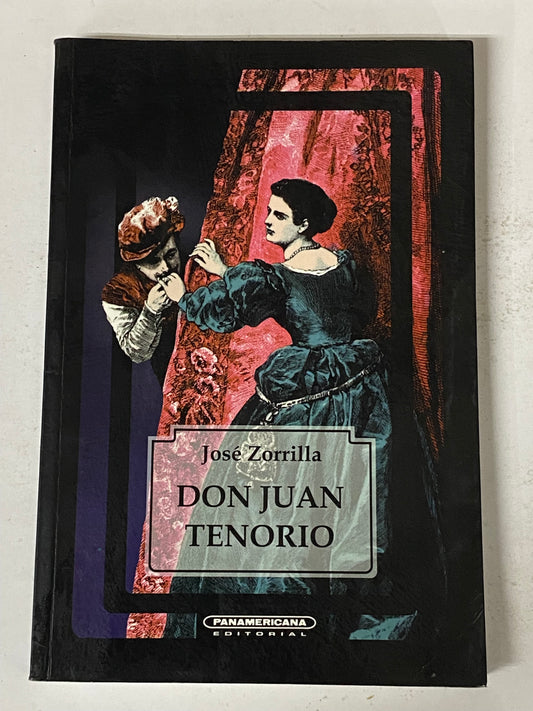 José Zorrilla
DON JUAN
TENORIO
PANAMERICANA
EDITORIAL